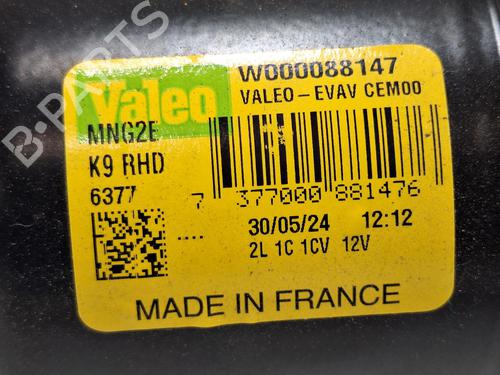 Valeo
W000088147
VALEO-EVAV CEM00
MNG2E
K9 RHD
6377
7 377000 881476
30/05/24 12:12
.... 2L 1C 1CV 12V
MADE IN FRANCE
B-PARTS